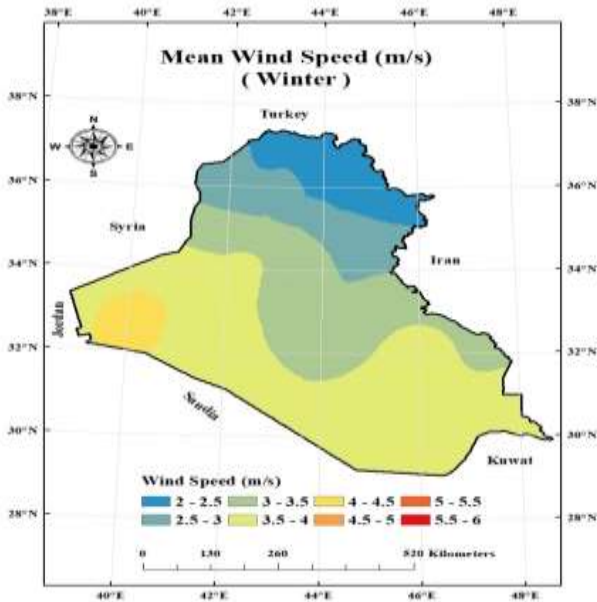 38°E 40°E 42°E 44°E 46°E 48°E
Mean Wind Speed (m/s)
( Winter )
38°N 38°N
Turkey
N
W E
S
36°N 36°N
Syria
Iran
34°N 34°N
Jordan
32°N 32°N
Saudia
30°N 30°N
Kuwat
Wind Speed (m/s)
2 - 2.5 3 - 3.5 4 - 4.5 5 - 5.5
2.5 - 3 3.5 - 4 4.5 - 5 5.5 - 6
28°N 28°N
0 130 260 520 Kilometers
40°E 42°E 44°E 46°E 48°E